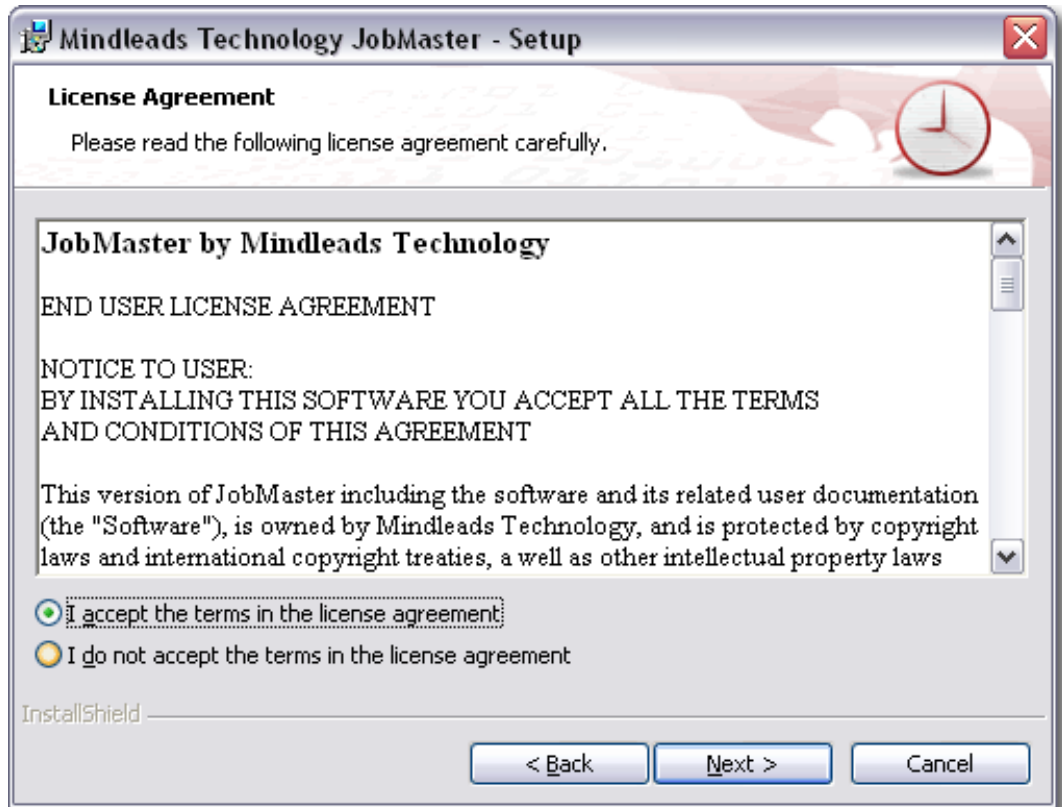 Mindleads Technology JobMaster - Setup
License Agreement
Please read the following license agreement carefully.
JobMaster by Mindleads Technology
END USER LICENSE AGREEMENT
NOTICE TO USER:
BY INSTALLING THIS SOFTWARE YOU ACCEPT ALL THE TERMS
AND CONDITIONS OF THIS AGREEMENT
This version of JobMaster including the software and its related user documentation
(the "Software"), is owned by Mindleads Technology, and is protected by copyright
laws and international copyright treaties, a well as other intellectual property laws
I accept the terms in the license agreement
I do not accept the terms in the license agreement
InstallShield
< Back
Next >
Cancel